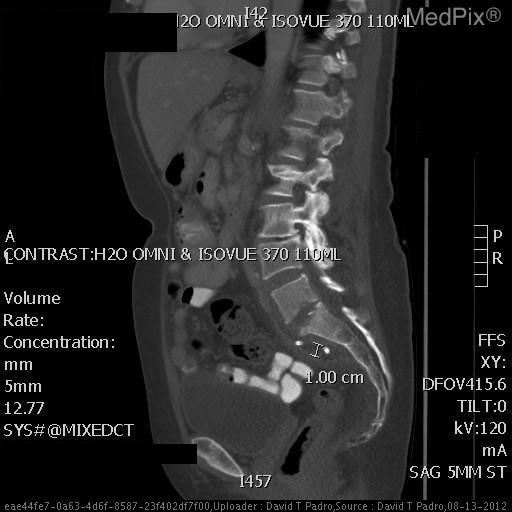 I42
H2O OMNI & ISOVUE 370 110ML
MedPix®
A
P
CONTRAST:H2O OMNI & ISOVUE 370 110ML
R
Volume
Rate:
Concentration:
mm
5mm
12.77
SYS#@MIXEDCT
1.00 cm
FFS
XY:
DFOV415.6
TILT:0
kV:120
mA
SAG 5MM ST
I457
eae44fe7-0a63-4d6f-8587-23f402df7f00,Uploader : David T Padro,Source : David T Padro,08-13-2012